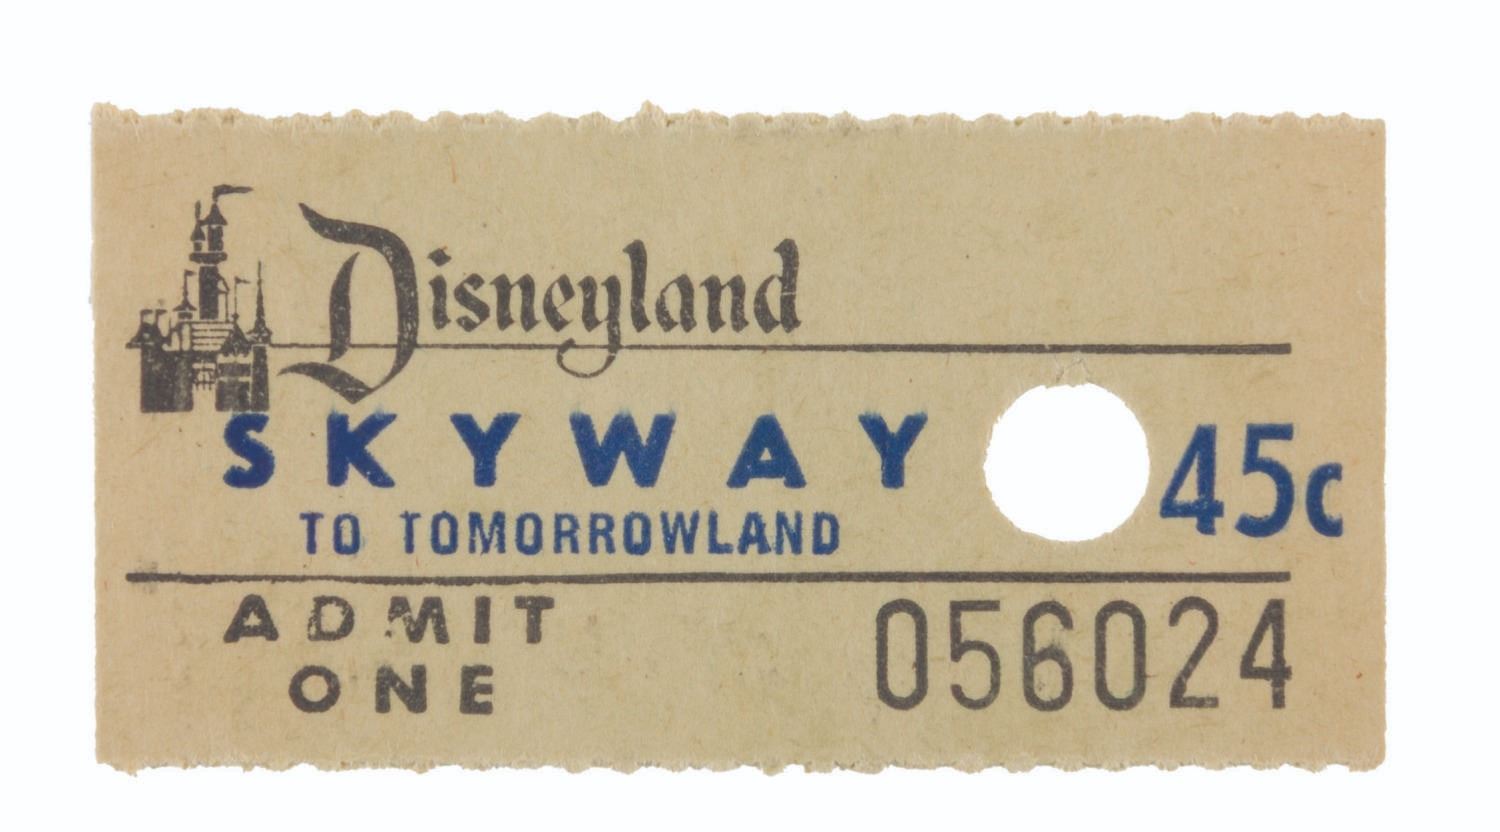 Disneyland
SKYWAY 45c
TO TOMORROWLAND
ADMIT
ONE
056024